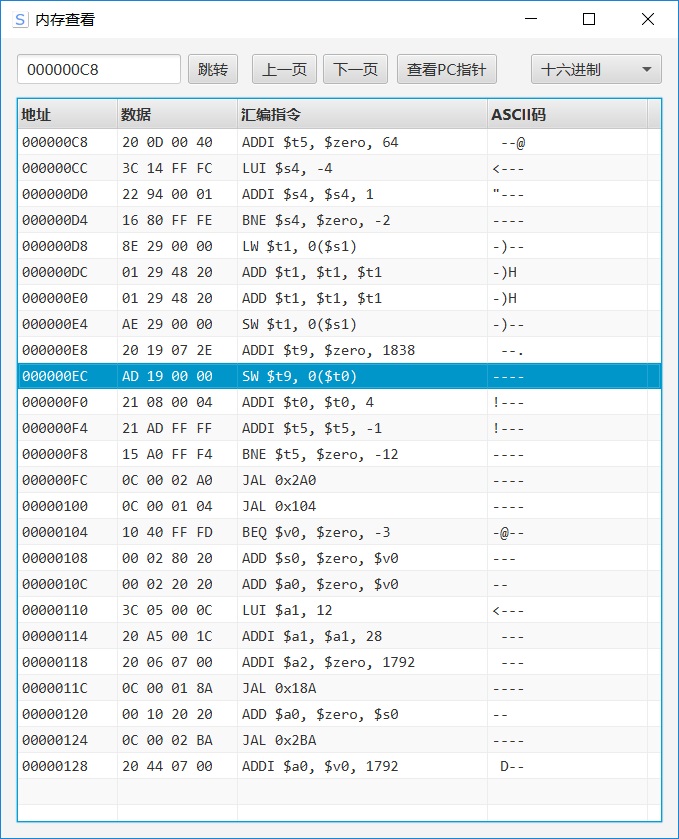 S 内存查看
000000C8 跳转 上一页 下一页 查看PC指针 十六进制
地址 数据 汇编指令 ASCII码
000000C8 20 0D 00 40 ADDI $t5, $zero, 64 --@
000000CC 3C 14 FF FC LUI $s4, -4 <---
000000D0 22 94 00 01 ADDI $s4, $s4, 1 "---
000000D4 16 80 FF FE BNE $s4, $zero, -2 ----
000000D8 8E 29 00 00 LW $t1, 0($s1) -)--
000000DC 01 29 48 20 ADD $t1, $t1, $t1 -)H
000000E0 01 29 48 20 ADD $t1, $t1, $t1 -)H
000000E4 AE 29 00 00 SW $t1, 0($s1) -)--
000000E8 20 19 07 2E ADDI $t9, $zero, 1838 --.
000000EC AD 19 00 00 SW $t9, 0($t0) ----
000000F0 21 08 00 04 ADDI $t0, $t0, 4 !---
000000F4 21 AD FF FF ADDI $t5, $t5, -1 !---
000000F8 15 A0 FF F4 BNE $t5, $zero, -12 ----
000000FC 0C 00 02 A0 JAL 0x2A0 ----
00000100 0C 00 01 04 JAL 0x104 ----
00000104 10 40 FF FD BEQ $v0, $zero, -3 -@--
00000108 00 02 80 20 ADD $s0, $zero, $v0 ---
0000010C 00 02 20 20 ADD $a0, $zero, $v0 --
00000110 3C 05 00 0C LUI $a1, 12 <---
00000114 20 A5 00 1C ADDI $a1, $a1, 28 ---
00000118 20 06 07 00 ADDI $a2, $zero, 1792 ---
0000011C 0C 00 01 8A JAL 0x18A ----
00000120 00 10 20 20 ADD $a0, $zero, $s0 --
00000124 0C 00 02 BA JAL 0x2BA ----
00000128 20 44 07 00 ADDI $a0, $v0, 1792 D--